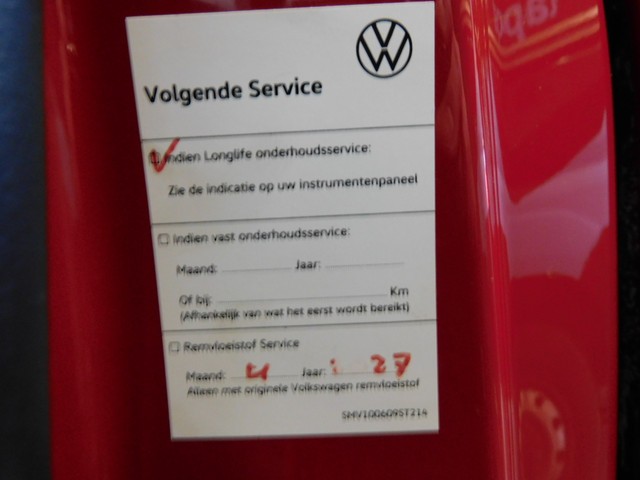 Volgende Service
Indien Longlife onderhoudsservice:
Zie de indicatie op uw instrumentenpaneel
Indien vast onderhoudsservice:
Maand: Jaar:
Of bij: Km
(Afhankelijk van wat het eerst wordt bereikt)
Remvloeistof Service
Maand: 4 Jaar: 27
Alleen met originele Volkswagen remvloeistof
5MV1006095T214